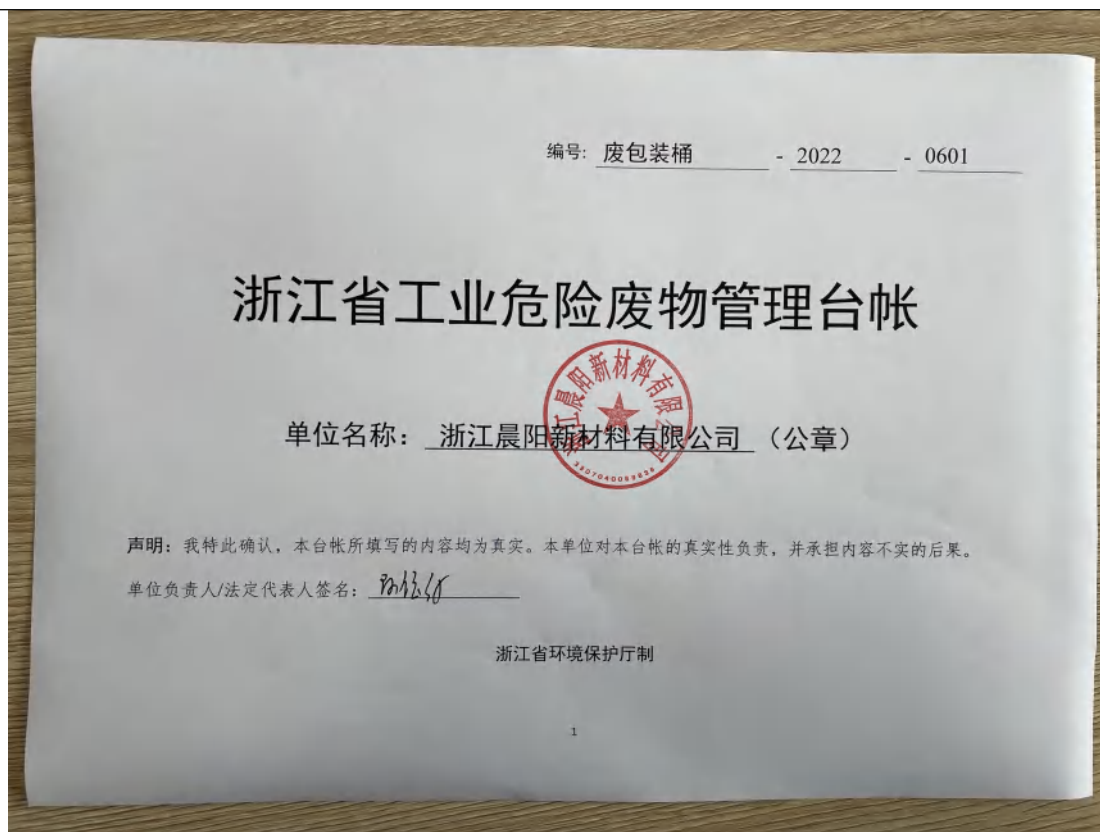 编号: 废包装桶 - 2022 - 0601
浙江省工业危险废物管理台帐
单位名称: 浙江晨阳新材料有限公司 (公章)
浙江晨阳新材料有限公司
声明: 我特此确认, 本台帐所填写的内容均为真实。本单位对本台帐的真实性负责, 并承担内容不实的后果。
单位负责人/法定代表人签名:
浙江省环境保护厅制
1